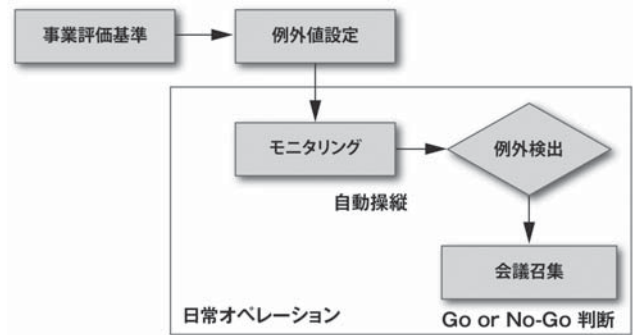 事業評価基準
例外値設定
モニタリング
例外検出
自動操縦
会議召集
日常オペレーション
Go or No-Go 判断